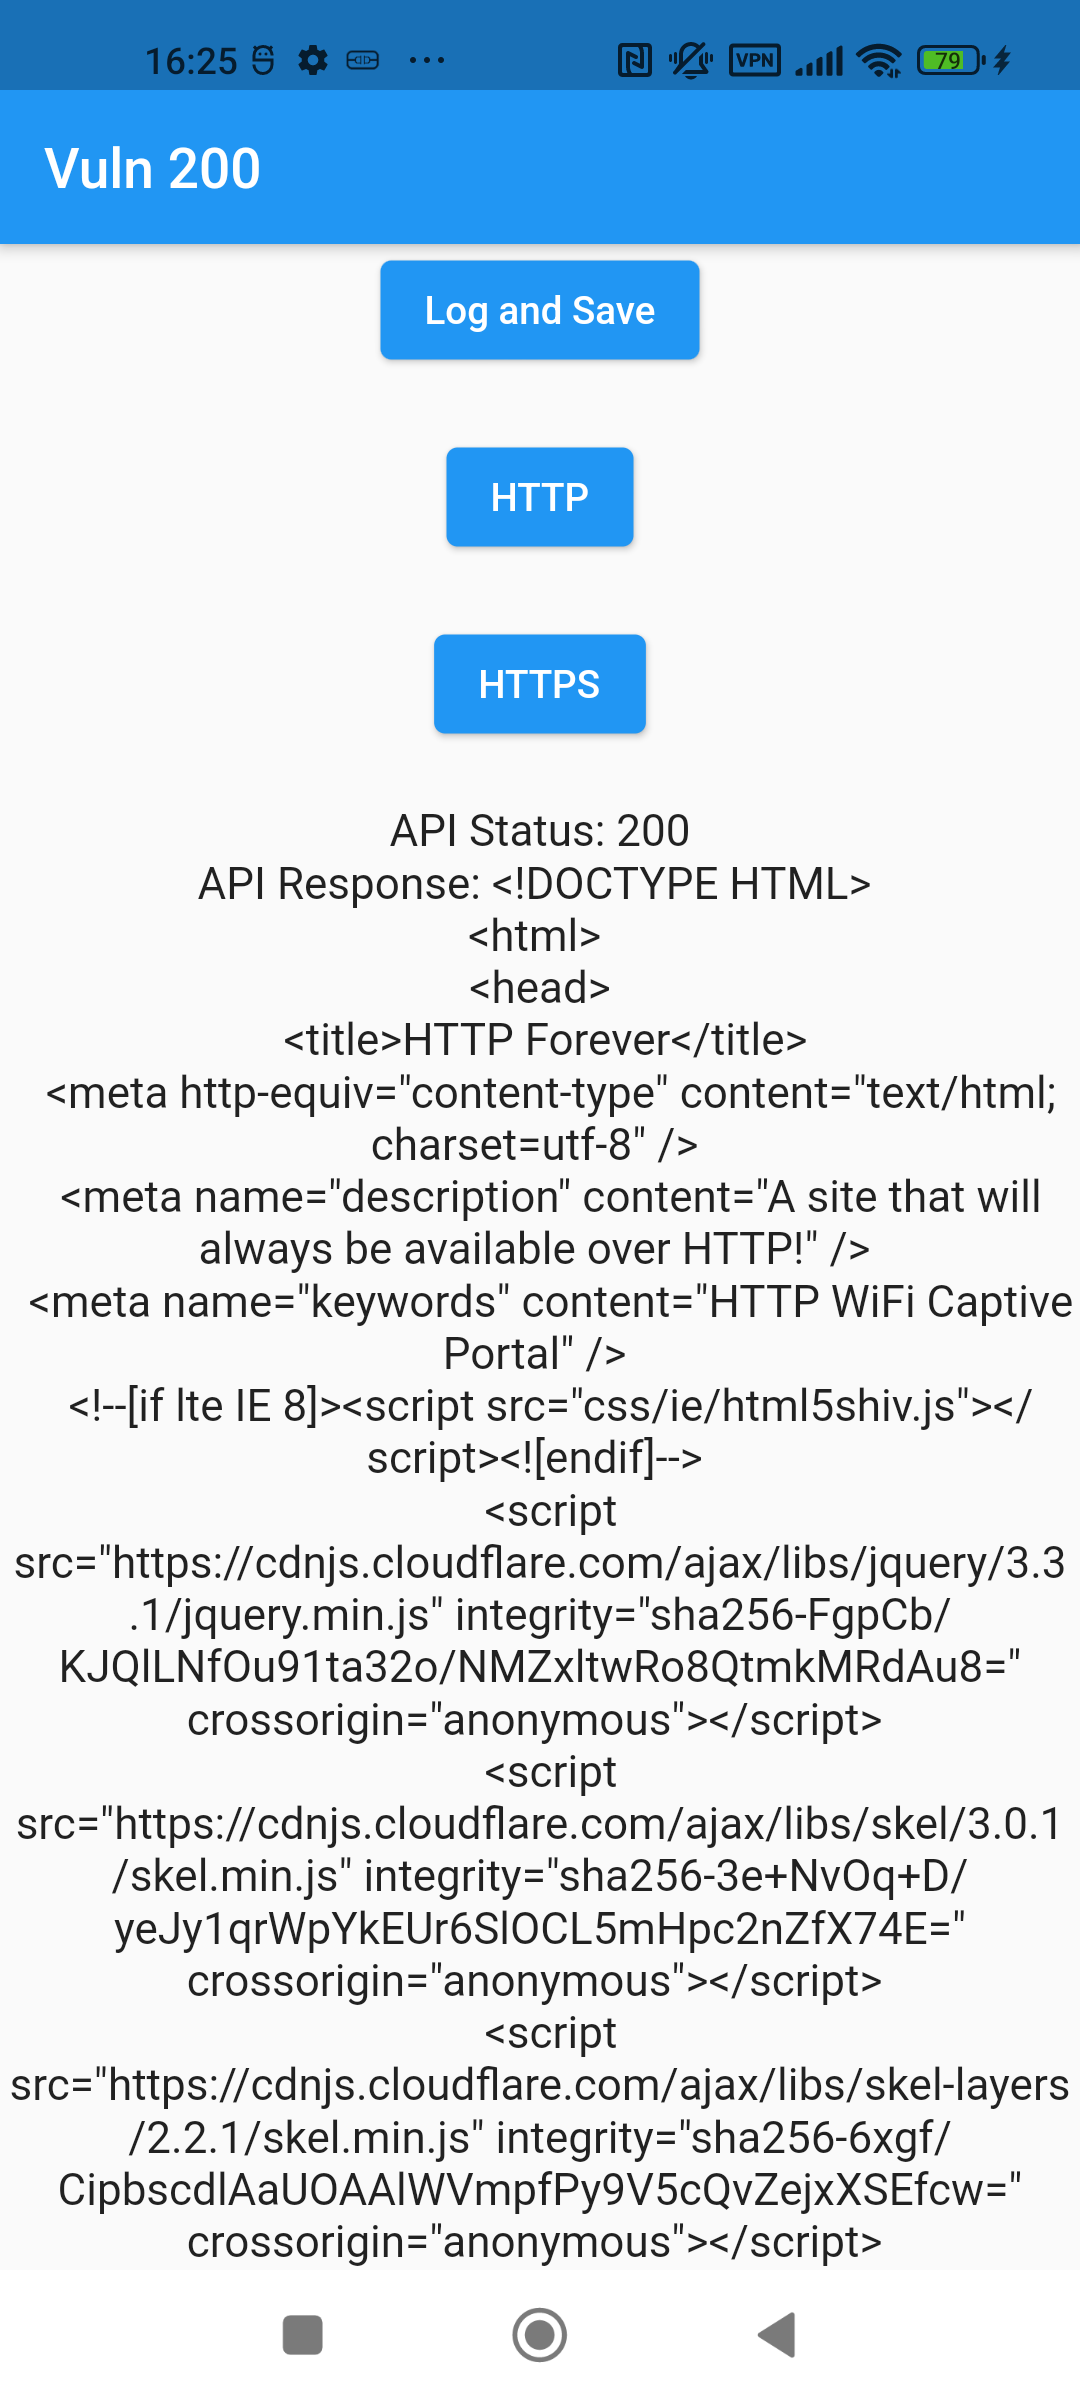 16:25
VPN
79
Vuln 200
Log and Save
HTTP
HTTPS
API Status: 200
API Response: <!DOCTYPE HTML>
<html>
<head>
<title>HTTP Forever</title>
<meta http-equiv="content-type" content="text/html;
charset=utf-8" />
<meta name="description" content="A site that will
always be available over HTTP!" />
<meta name="keywords" content="HTTP WiFi Captive
Portal" />
<!--[if lte IE 8]><script src="css/ie/html5shiv.js"></
script><![endif]-->
<script
src="https://cdnjs.cloudflare.com/ajax/libs/jquery/3.3
.1/jquery.min.js" integrity="sha256-FgpCb/
KJQlLNfOu91ta32o/NMZxltwRo8QtmkMRdAu8="
crossorigin="anonymous"></script>
<script
src="https://cdnjs.cloudflare.com/ajax/libs/skel/3.0.1
/skel.min.js" integrity="sha256-3e+NvOq+D/
yeJy1qrWpYkEUr6SlOCL5mHpc2nZfX74E="
crossorigin="anonymous"></script>
<script
src="https://cdnjs.cloudflare.com/ajax/libs/skel-layers
/2.2.1/skel.min.js" integrity="sha256-6xgf/
CipbscdlAaUOAAlWVmpfPy9V5cQvZejxXSEfcw="
crossorigin="anonymous"></script>